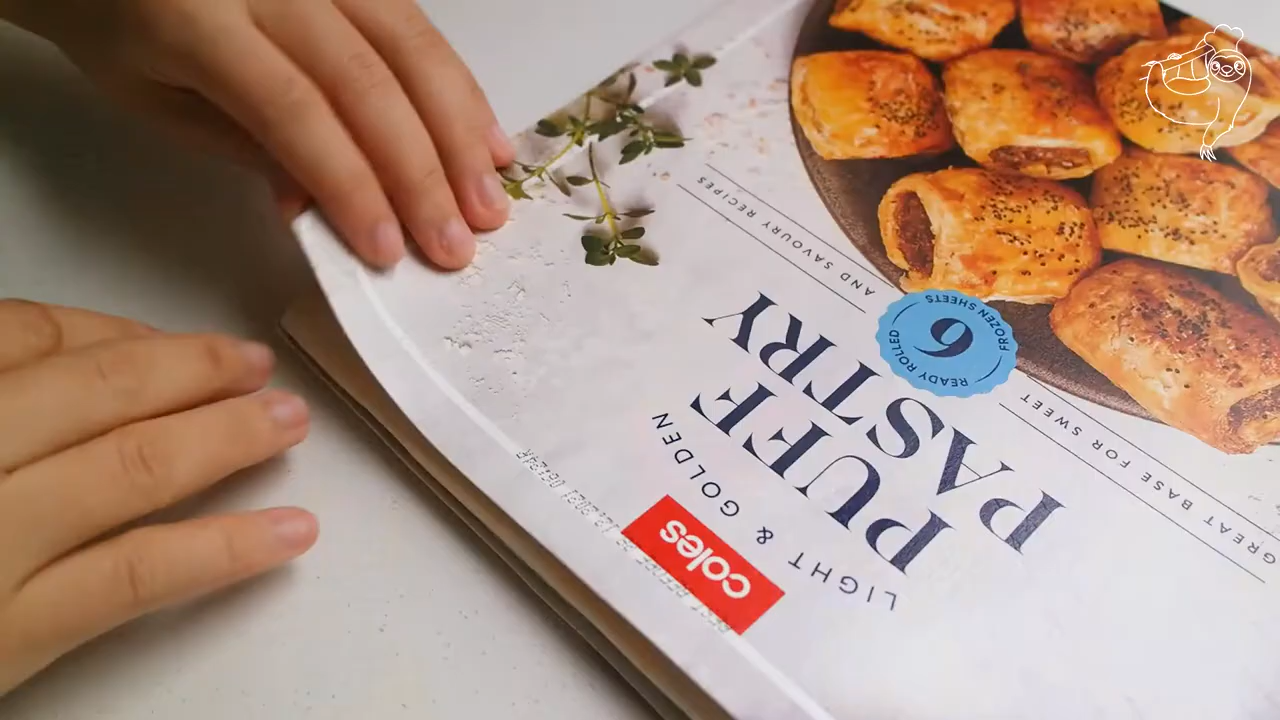 coles
LIGHT & GOLDEN
PUFF
PASTRY
GREAT BASE FOR SWEET
AND SAVOURY RECIPES
READY ROLLED
6
FROZEN SHEETS